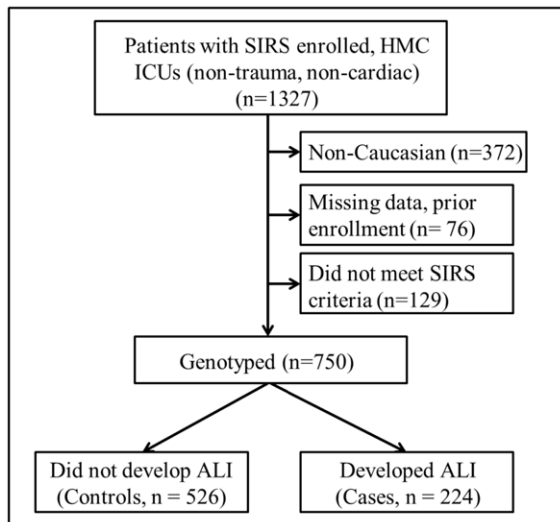 Patients with SIRS enrolled, HMC
ICUs (non-trauma, non-cardiac)
(n=1327)
Non-Caucasian (n=372)
Missing data, prior
enrollment (n= 76)
Did not meet SIRS
criteria (n=129)
Genotyped (n=750)
Did not develop ALI
(Controls, n = 526)
Developed ALI
(Cases, n = 224)